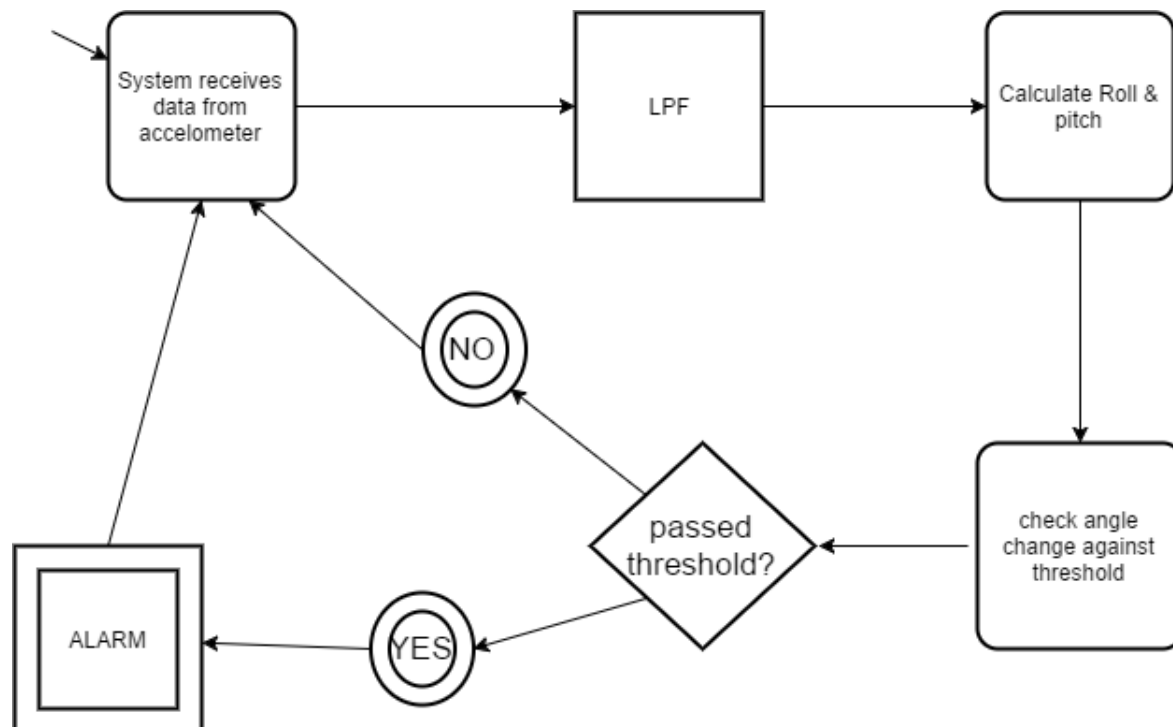 System receives
data from
accelometer
LPF
Calculate Roll &
pitch
NO
passed
threshold?
check angle
change against
threshold
YES
ALARM